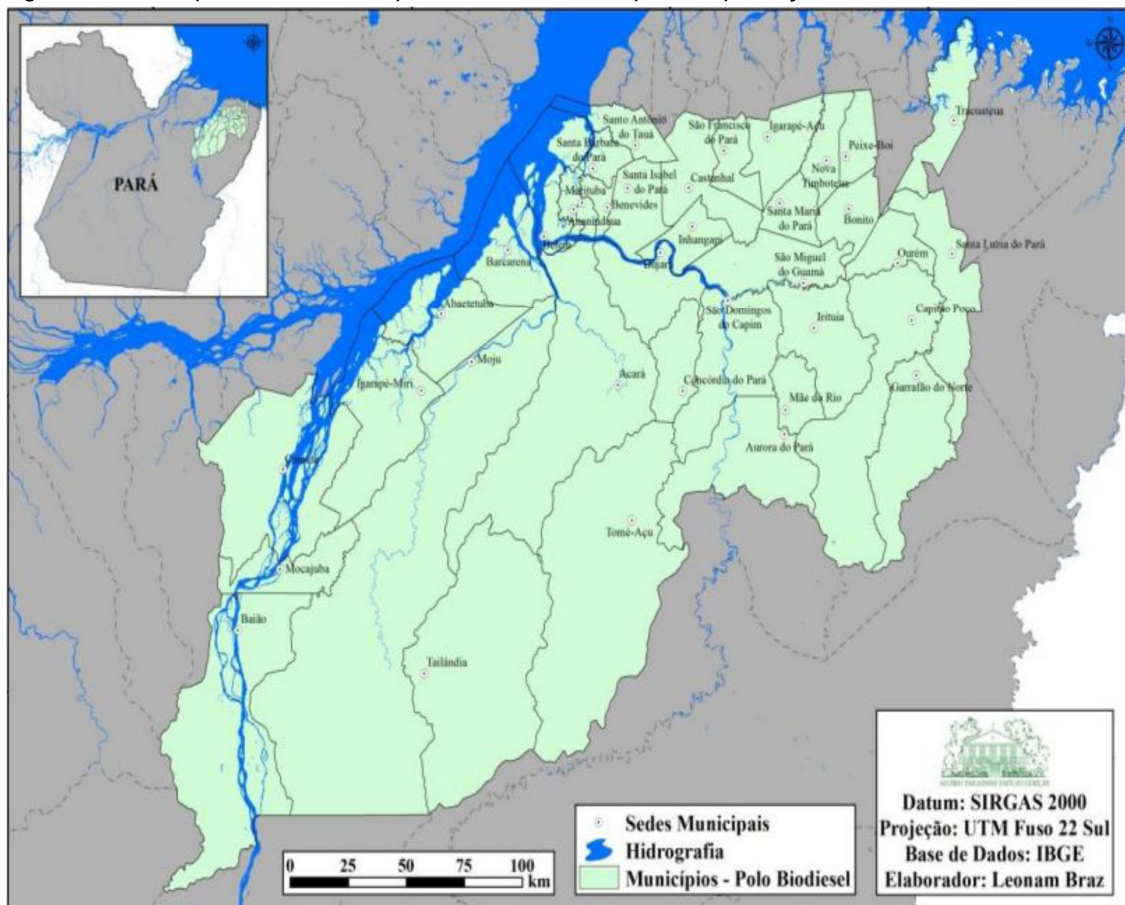 PARÁ
Tracuateua
Santo Antônio
do Tauá
São Francisco
do Pará
Igarapé-Açu
Santa Bárbara
do Pará
Peixe-Boi
Nova
Timboteua
Santa Isabel
do Pará
Castanhal
Marituba
Benevides
Ananindeua
Santa Maria
do Pará
Bonito
Inhangapi
Belém
Barcarena
Bujaru
São Miguel
do Guamá
Ourém
Santa Luzia do Pará
Abaetetuba
São Domingos
do Capim
Irituia
Capitão Poço
Moju
Igarapé-Miri
Acará
Concórdia do Pará
Garrafão do Norte
Mãe do Rio
Aurora do Pará
Cametá
Tomé-Açu
Mocajuba
Baião
Tailândia
0 25 50 75 100
km
Sedes Municipais
Hidrografia
Municípios - Polo Biodiesel
MUSEU PARAENSE EMÍLIO GOELDI
Datum: SIRGAS 2000
Projeção: UTM Fuso 22 Sul
Base de Dados: IBGE
Elaborador: Leonam Braz